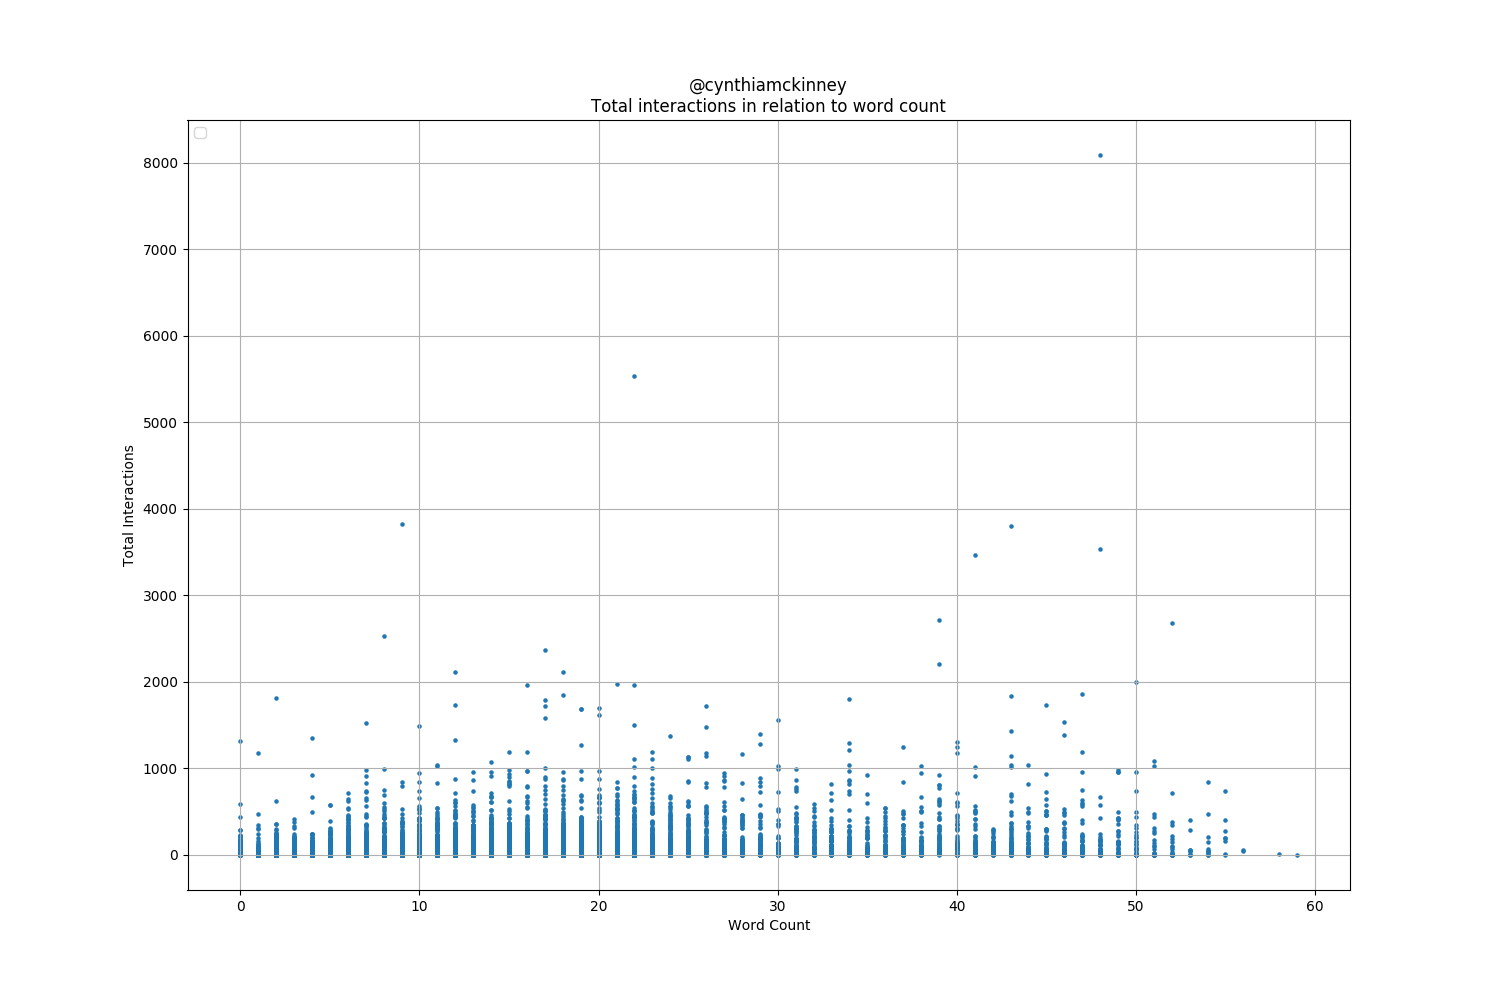 @cynthiamckinney
Total interactions in relation to word count
8000
7000
6000
5000
4000
3000
2000
1000
0
Total Interactions
0 10 20 30 40 50 60
Word Count